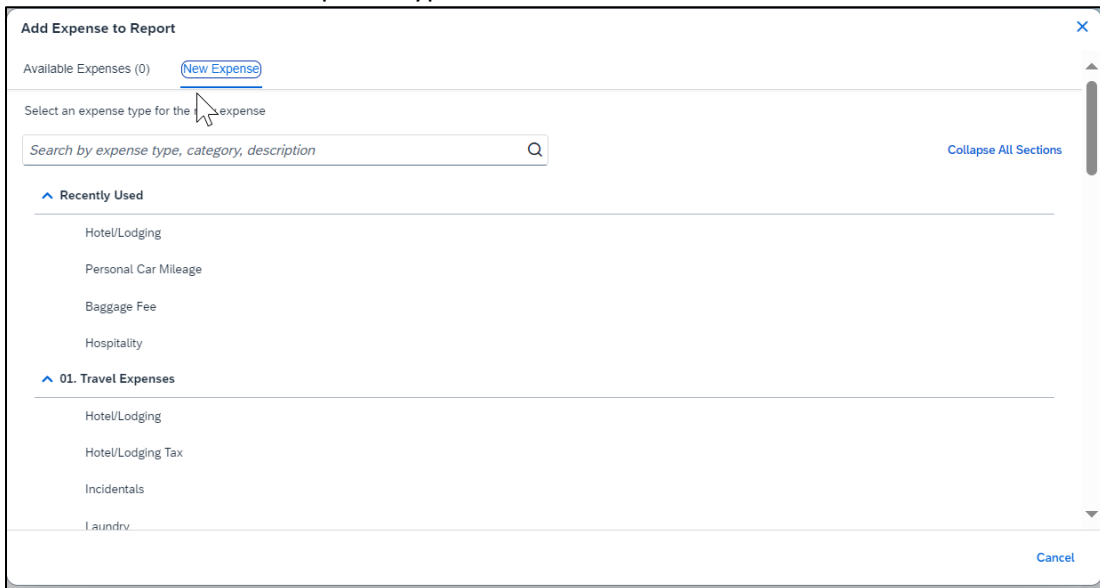 Add Expense to Report
Available Expenses (0) New Expense
Select an expense type for the expense
Search by expense type, category, description
Collapse All Sections
Recently Used
Hotel/Lodging
Personal Car Mileage
Baggage Fee
Hospitality
01. Travel Expenses
Hotel/Lodging
Hotel/Lodging Tax
Incidentals
Laundry
Cancel